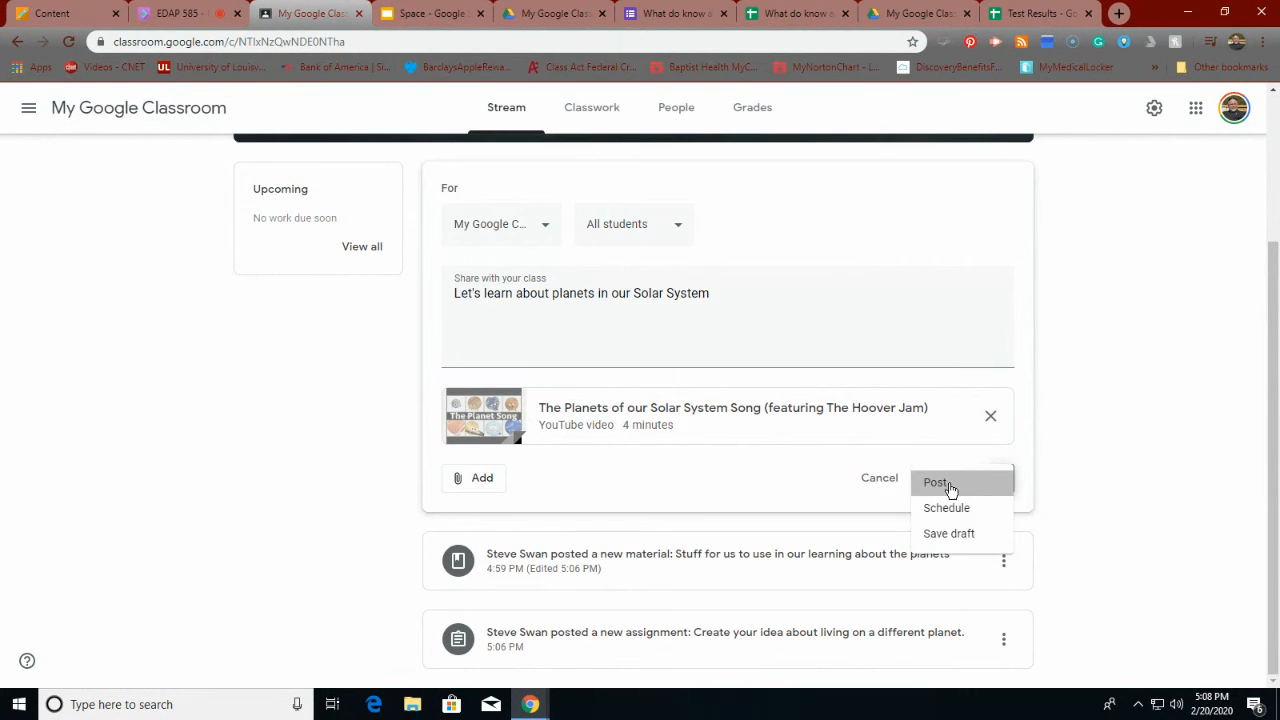 Content
EDAP 585 -
My Google Classroom
Space - Google S
My Google Class
What do know a
What do know a
My Google Class
Test Results - Go
classroom.google.com/c/NTIxNzQwNDE0NTha
Apps
Videos - CNET
University of Louisv...
Bank of America | Si...
BarclaysAppleRewa...
Class Act Federal Cr...
Baptist Health MyC...
MyNortonChart - L...
DiscoveryBenefitsF...
MyMedicalLocker
»
Other bookmarks
My Google Classroom
Stream
Classwork
People
Grades
Upcoming
No work due soon
View all
For
My Google C...
All students
Share with your class
Let's learn about planets in our Solar System
The Planet Song
The Planets of our Solar System Song (featuring The Hoover Jam)
YouTube video 4 minutes
Add
Cancel
Post
Schedule
Save draft
Steve Swan posted a new material: Stuff for us to use in our learning about the planets
4:59 PM (Edited 5:06 PM)
Steve Swan posted a new assignment: Create your idea about living on a different planet.
5:06 PM
Type here to search
5:08 PM
2/20/2020
6